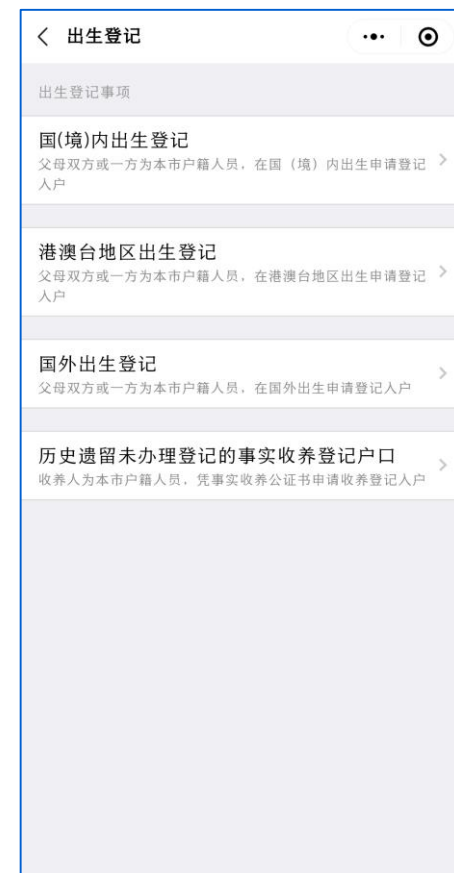 出生登记
出生登记事项
国(境)内出生登记
父母双方或一方为本市户籍人员，在国（境）内出生申请登记
入户
港澳台地区出生登记
父母双方或一方为本市户籍人员，在港澳台地区出生申请登记
入户
国外出生登记
父母双方或一方为本市户籍人员，在国外出生申请登记入户
历史遗留未办理登记的事实收养登记户口
收养人为本市户籍人员，凭事实收养公证书申请收养登记入户